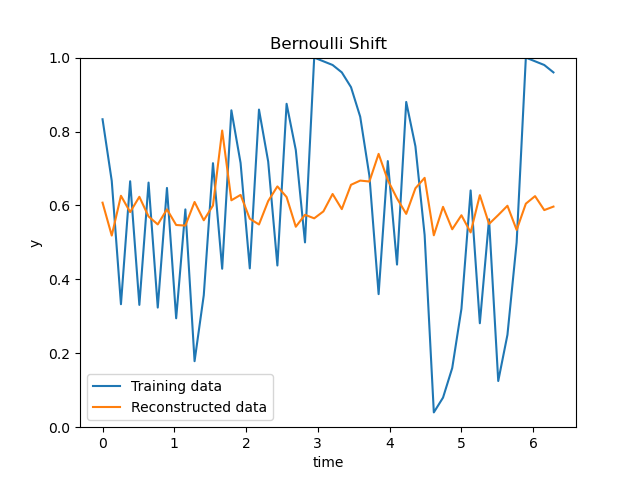 Bernoulli Shift
1.0
0.8
0.6
0.4
0.2
0.0
y
Training data
Reconstructed data
0 1 2 3 4 5 6
time